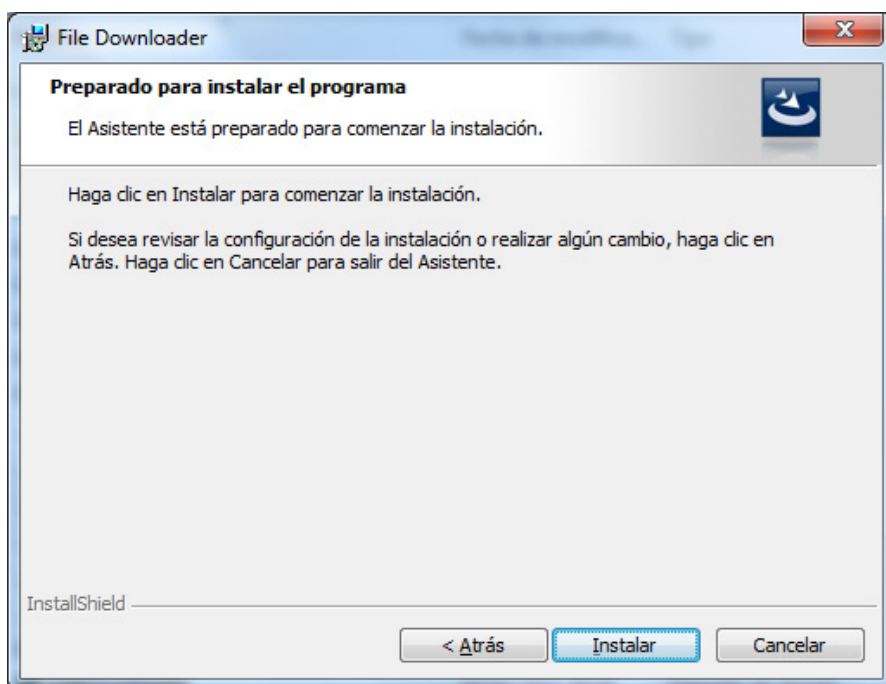 File Downloader
Preparado para instalar el programa
El Asistente está preparado para comenzar la instalación.
Haga clic en Instalar para comenzar la instalación.
Si desea revisar la configuración de la instalación o realizar algún cambio, haga clic en
Atrás. Haga clic en Cancelar para salir del Asistente.
InstallShield
< Atrás
Instalar
Cancelar